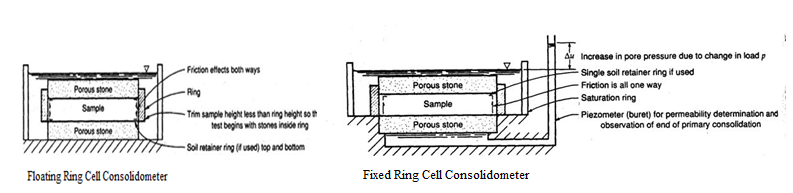 Friction effects both ways
Ring
Porous stone
Sample
Trim sample height less than ring height so th
test begins with stones inside ring
Porous stone
Soil retainer ring (if used) top and bottom
Floating Ring Cell Consolidometer
Δu
Increase in pore pressure due to change in load p
Single soil retainer ring if used
Friction is all one way
Saturation ring
Porous stone
Sample
Piezometer (buret) for permeability determination and
observation of end of primary consolidation
Porous stone
Fixed Ring Cell Consolidometer